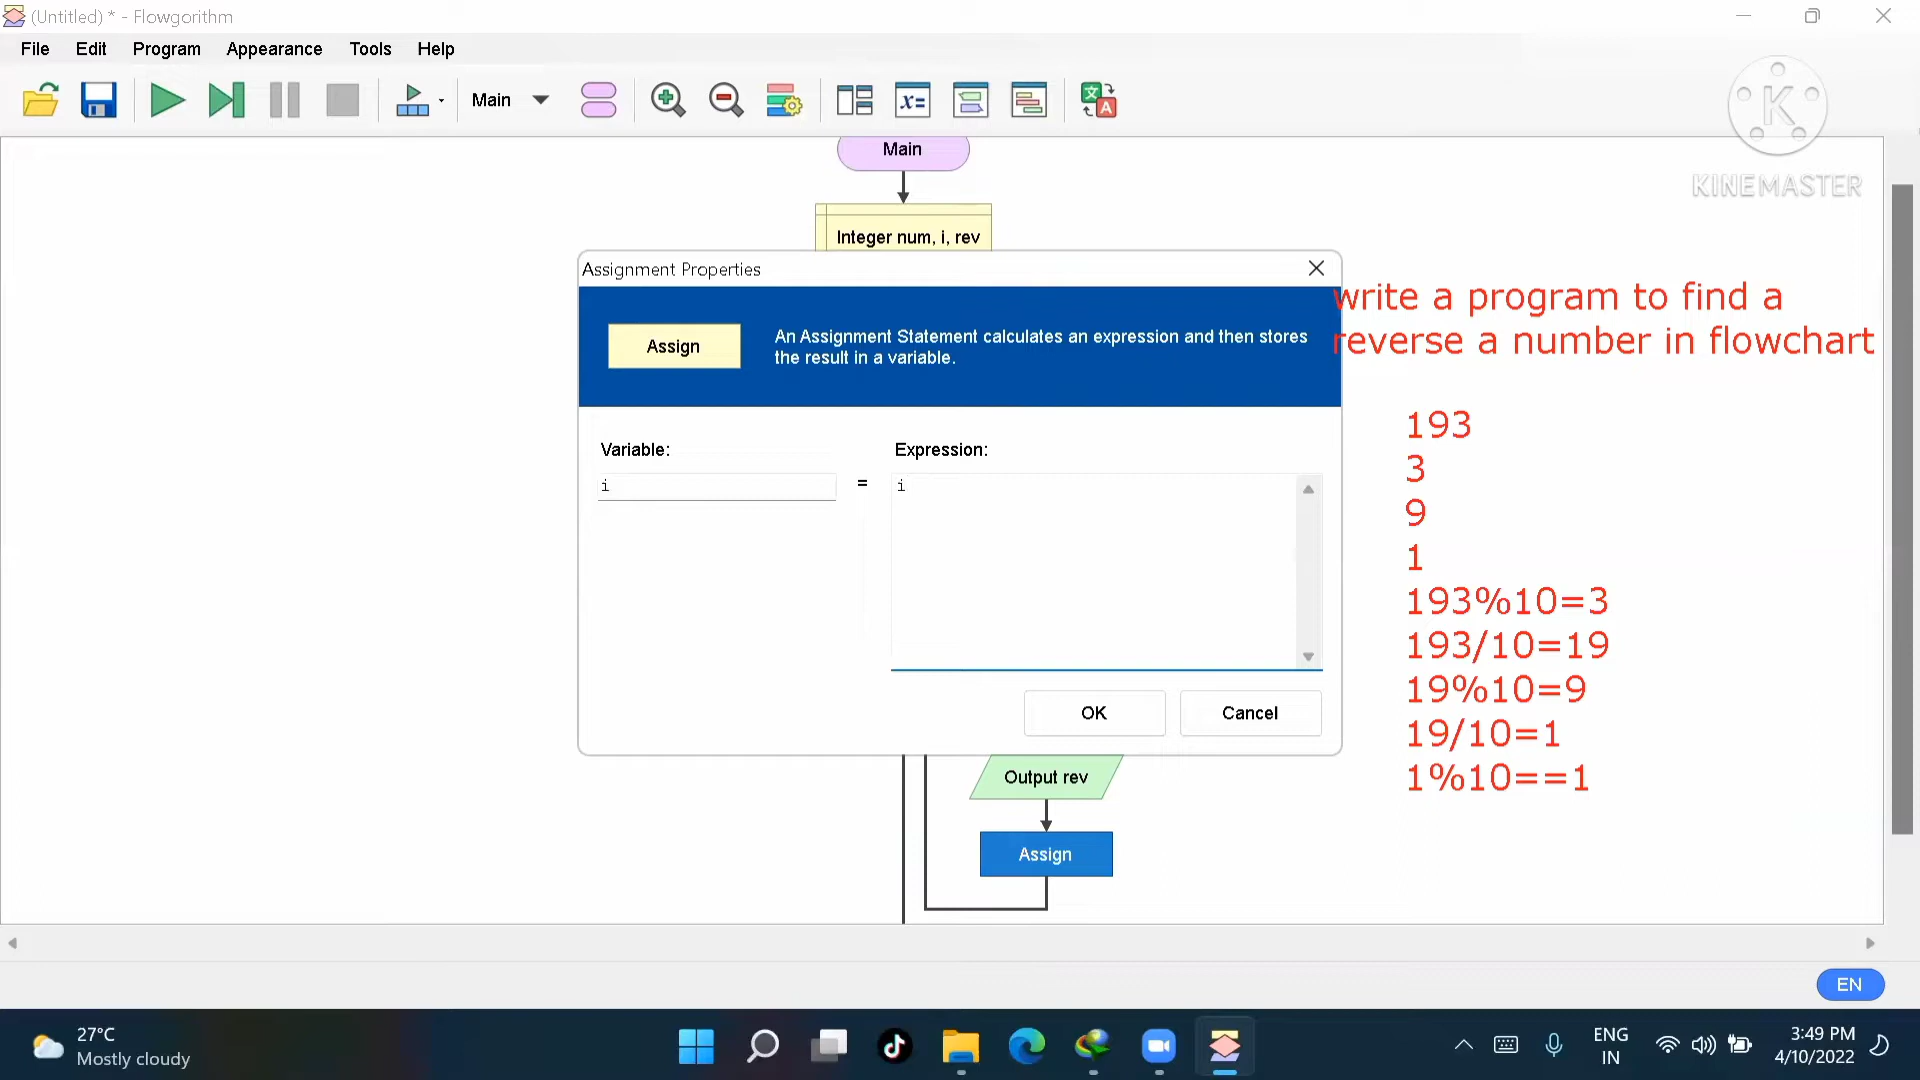 (Untitled) * - Flowgorithm
File Edit Program Appearance Tools Help
Main
x=
A
K
KINEMASTER
Main
Integer num, i, rev
Assignment Properties
Assign
An Assignment Statement calculates an expression and then stores
the result in a variable.
Variable:
Expression:
i
=
i
OK
Cancel
Output rev
Assign
write a program to find a
reverse a number in flowchart
193
3
9
1
193%10=3
193/10=19
19%10=9
19/10=1
1%10==1
EN
27°C
Mostly cloudy
ENG
IN
3:49 PM
4/10/2022